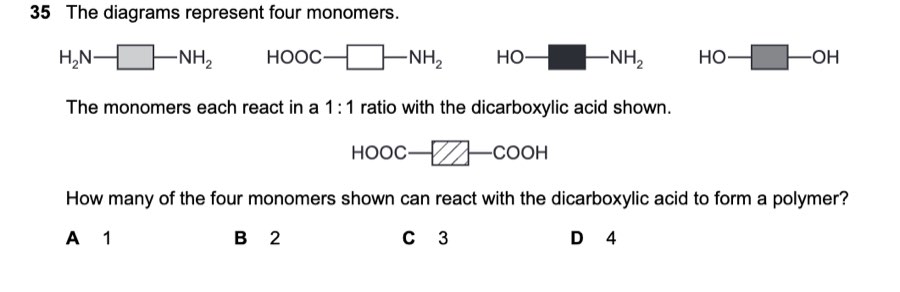 35 The diagrams represent four monomers.
H₂N–   –NH₂   HOOC–   –NH₂   HO–   –NH₂   HO–   –OH
The monomers each react in a 1 : 1 ratio with the dicarboxylic acid shown.
HOOC–   –COOH
How many of the four monomers shown can react with the dicarboxylic acid to form a polymer?
A 1   B 2   C 3   D 4